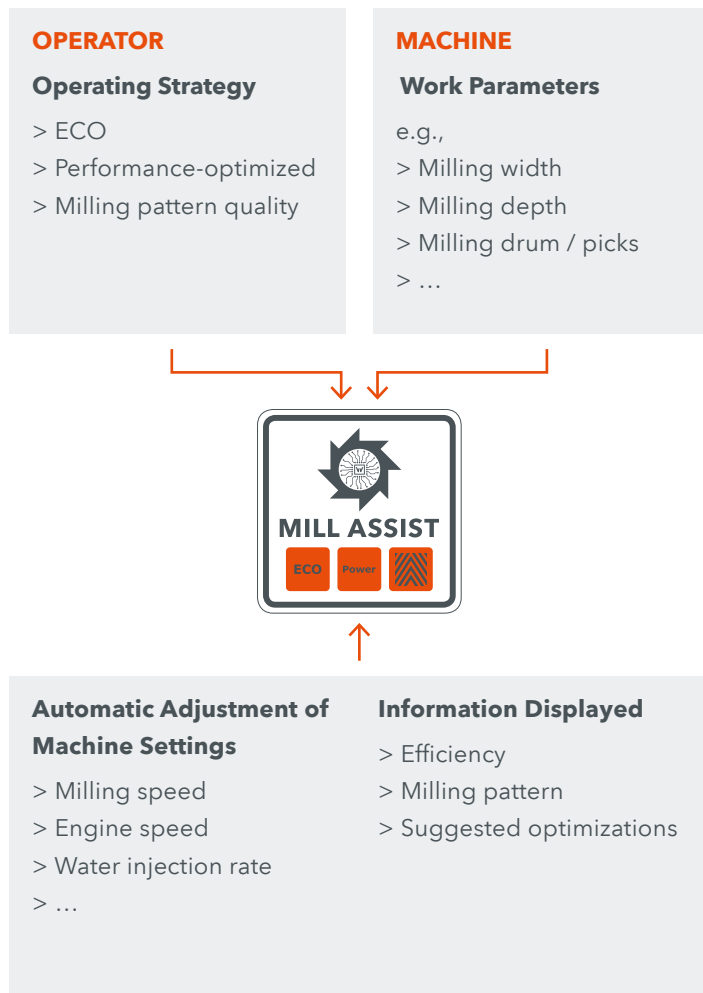 OPERATOR
Operating Strategy
> ECO
> Performance-optimized
> Milling pattern quality
MACHINE
Work Parameters
e.g.,
> Milling width
> Milling depth
> Milling drum / picks
> …
W
MILL ASSIST
ECO
Power
Automatic Adjustment of
Machine Settings
> Milling speed
> Engine speed
> Water injection rate
> …
Information Displayed
> Efficiency
> Milling pattern
> Suggested optimizations